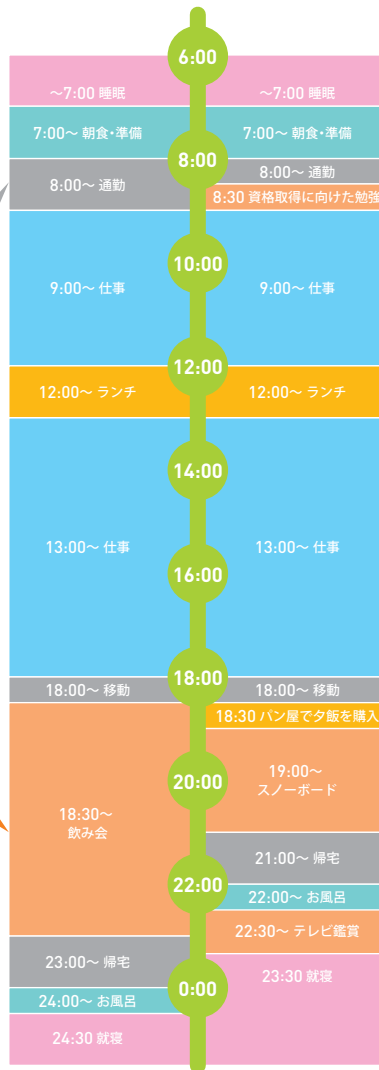 6:00
8:00
10:00
12:00
14:00
16:00
18:00
20:00
22:00
0:00
〜7:00 睡眠
7:00〜 朝食・準備
8:00〜 通勤
9:00〜 仕事
12:00〜 ランチ
13:00〜 仕事
18:00〜 移動
18:30〜
飲み会
23:00〜 帰宅
24:00〜 お風呂
24:30 就寝
〜7:00 睡眠
7:00〜 朝食・準備
8:00〜 通勤
8:30 資格取得に向けた勉強
9:00〜 仕事
12:00〜 ランチ
13:00〜 仕事
18:00〜 移動
18:30 パン屋で夕飯を購入
19:00〜
スノーボード
21:00〜 帰宅
22:00〜 お風呂
22:30〜 テレビ鑑賞
23:30 就寝